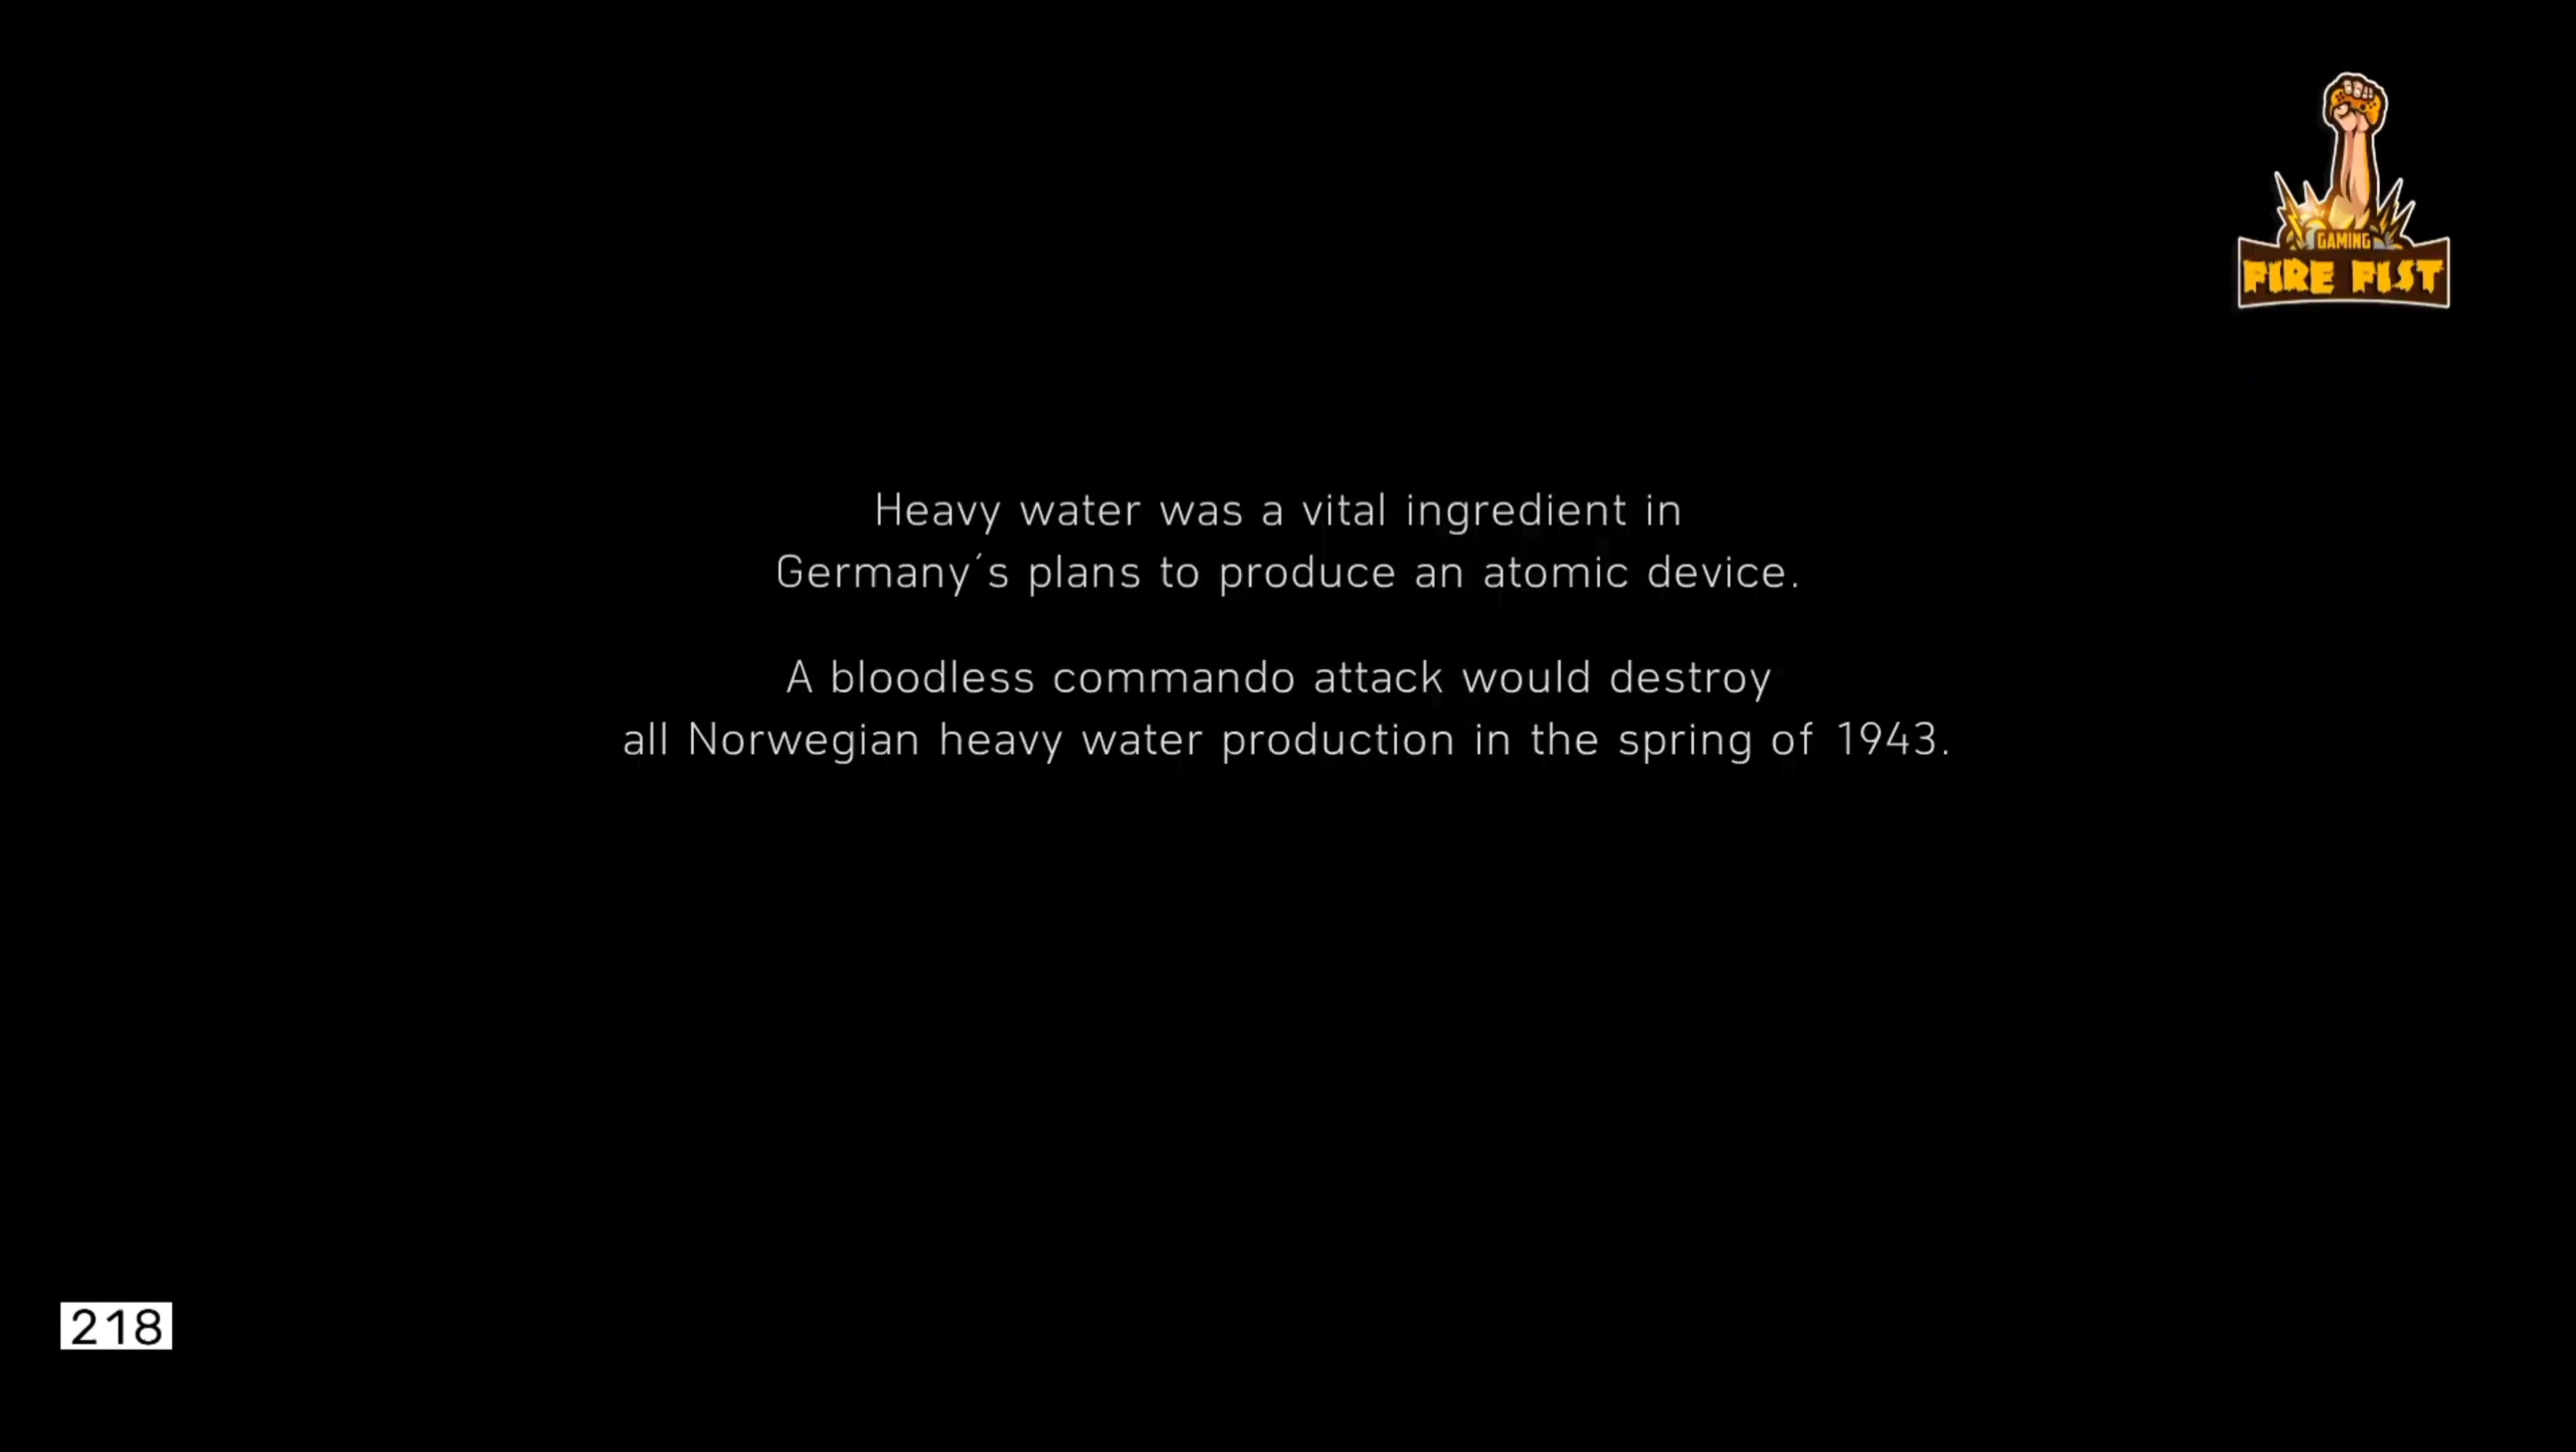 GAMING
FIRE FIST
Heavy water was a vital ingredient in
Germany´s plans to produce an atomic device.
A bloodless commando attack would destroy
all Norwegian heavy water production in the spring of 1943.
218